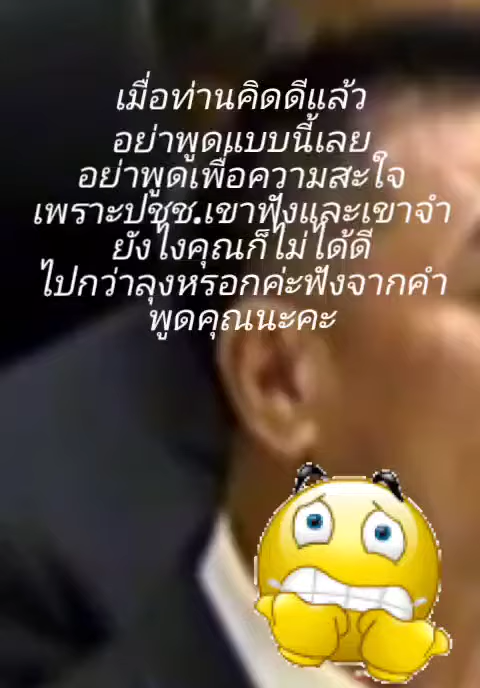 เมื่อท่านคิดดีแล้ว
อย่าพูดแบบนี้เลย
อย่าพูดเพื่อความสะใจ
เพราะปชช.เขาฟังและเขาจำ
ยังไงคุณก็ไม่ได้ดี
ไปกว่าลุงหรอกค่ะฟังจากคำ
พูดคุณนะคะ